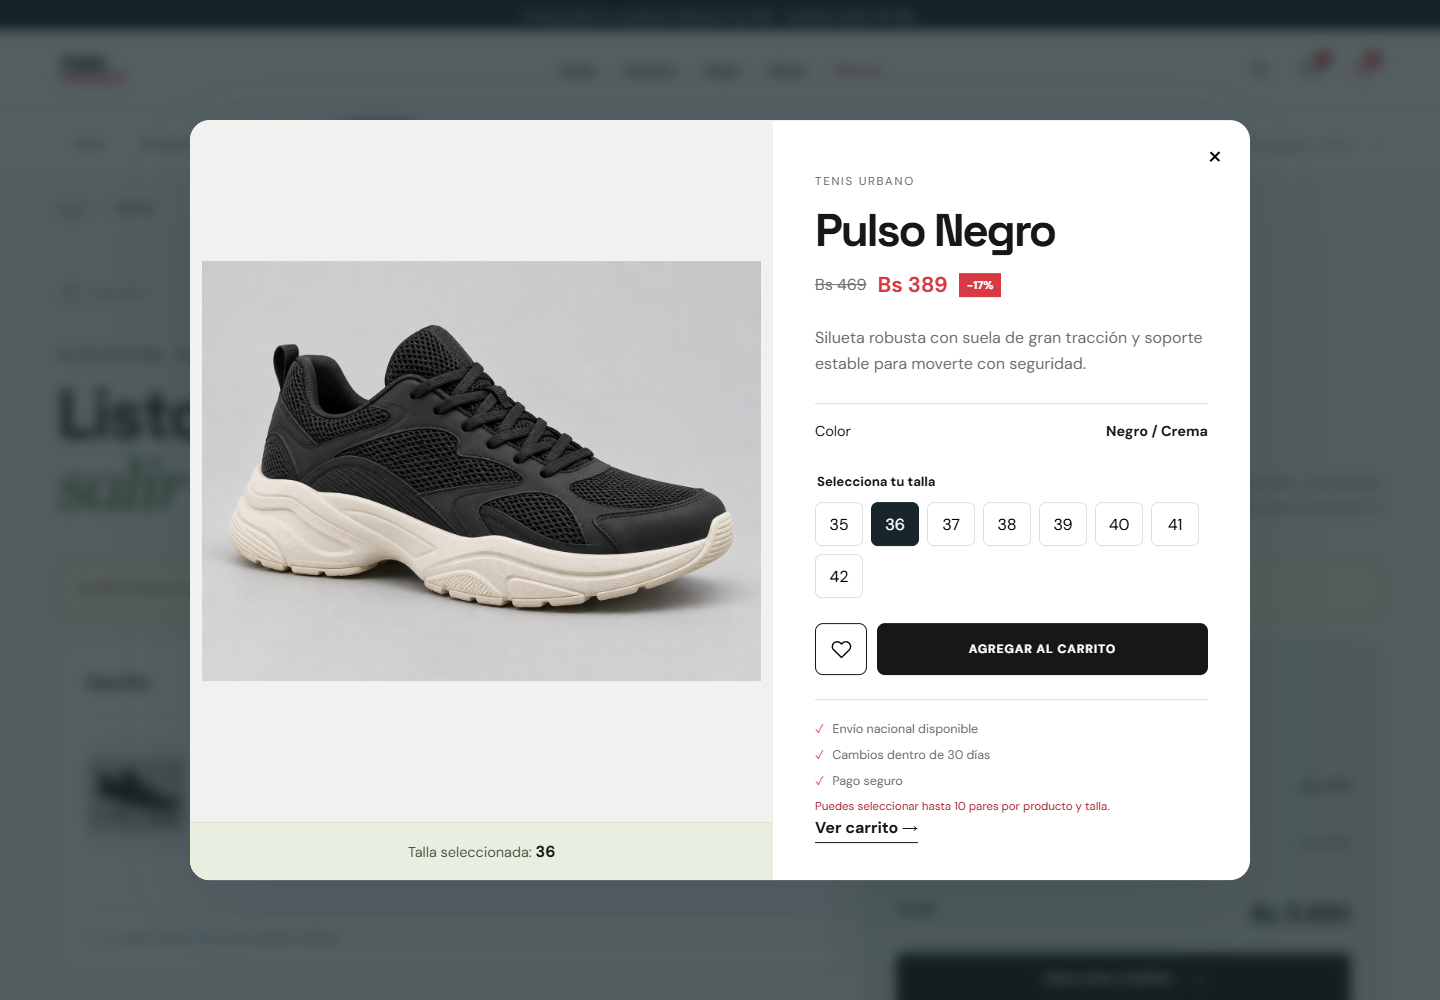 TENIS URBANO
Pulso Negro
Bs 469 Bs 389 -17%
Silueta robusta con suela de gran tracción y soporte
estable para moverte con seguridad.
Color Negro / Crema
Selecciona tu talla
35 36 37 38 39 40 41
42
AGREGAR AL CARRITO
✓ Envío nacional disponible
✓ Cambios dentro de 30 días
✓ Pago seguro
Puedes seleccionar hasta 10 pares por producto y talla.
Ver carrito →
Talla seleccionada: 36
Listo
salir